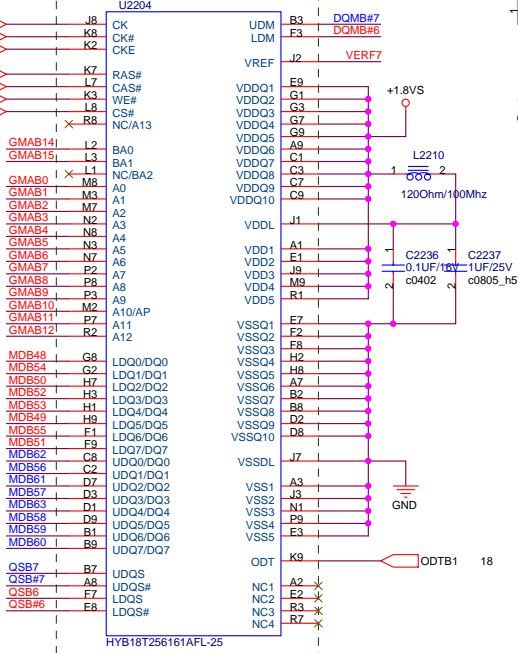 U2204
J8 CK
K8 CK#
K2 CKE
K7 RAS#
L7 CAS#
K3 WE#
L8 CS#
R8 NC/A13
GMAB14 L2 BA0
GMAB15 L3 BA1
L1 NC/BA2
GMAB0 M8 A0
GMAB1 M3 A1
GMAB2 M7 A2
GMAB3 N2 A3
GMAB4 N8 A4
GMAB5 N3 A5
GMAB6 N7 A6
GMAB7 P2 A7
GMAB8 P8 A8
GMAB9 P3 A9
GMAB10 M2 A10/AP
GMAB11 P7 A11
GMAB12 R2 A12
MDB48 G8 LDQ0/DQ0
MDB54 G2 LDQ1/DQ1
MDB50 H7 LDQ2/DQ2
MDB52 H3 LDQ3/DQ3
MDB53 H1 LDQ4/DQ4
MDB49 H9 LDQ5/DQ5
MDB55 F1 LDQ6/DQ6
MDB51 F9 LDQ7/DQ7
MDB62 C8 UDQ0/DQ0
MDB56 C2 UDQ1/DQ1
MDB61 D7 UDQ2/DQ2
MDB57 D3 UDQ3/DQ3
MDB63 D1 UDQ4/DQ4
MDB58 D9 UDQ5/DQ5
MDB59 B1 UDQ6/DQ6
MDB60 B9 UDQ7/DQ7
QSB7 B7 UDQS
QSB#7 A8 UDQS#
QSB6 F7 LDQS
QSB#6 E8 LDQS#
UDM B3 DQMB#7
LDM F3 DQMB#6
VREF J2 VERF7
VDDQ1 E9
VDDQ2 G1
VDDQ3 G3
VDDQ4 G7
VDDQ5 G9
VDDQ6 A9
VDDQ7 C1
VDDQ8 C3
VDDQ9 C7
VDDQ10 C9
+1.8VS
L2210
1 2
120Ohm/100Mhz
VDDL J1
VDD1 A1
VDD2 E1
VDD3 J9
VDD4 M9
VDD5 R1
1 C2236
0.1UF/16V
2 c0402
1 C2237
1UF/25V
2 c0805_h5
VSSQ1 E7
VSSQ2 F2
VSSQ3 F8
VSSQ4 H2
VSSQ5 H8
VSSQ6 A7
VSSQ7 B2
VSSQ8 B8
VSSQ9 D2
VSSQ10 D8
VSSDL J7
VSS1 A3
VSS2 J3
VSS3 N1
VSS4 P9
VSS5 E3
GND
ODT K9 ODTB1 18
NC1 A2
NC2 E2
NC3 R3
NC4 R7
HYB18T256161AFL-25